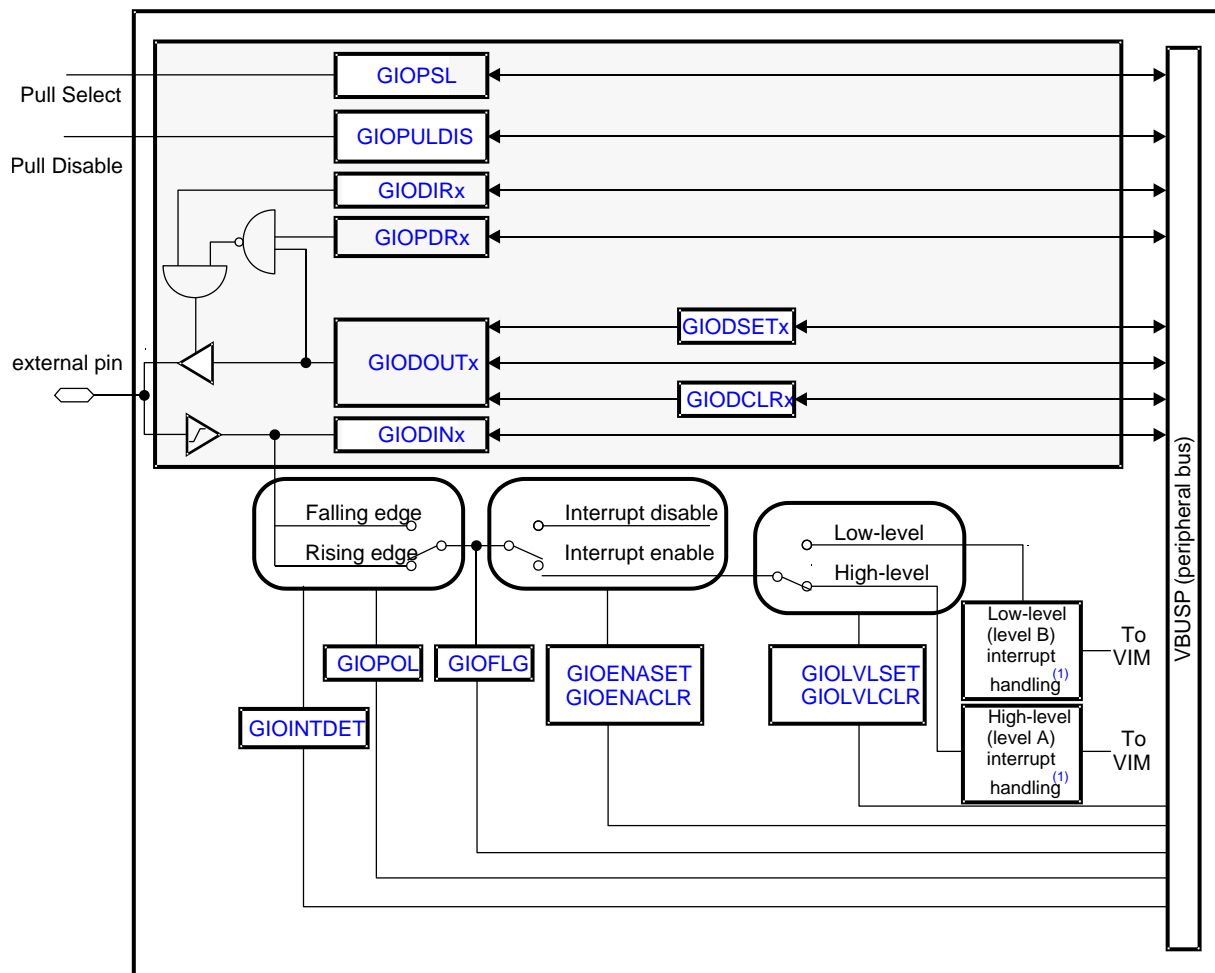 GIOPSL
Pull Select
GIOPULDIS
Pull Disable
GIODIRx
GIOPDRx
GIODSETx
external pin
GIODOUTx
GIODCLRx
GIODINx
VBUSP (peripheral bus)
Falling edge
Rising edge
Interrupt disable
Interrupt enable
Low-level
High-level
GIOPOL
GIOFLG
GIOENASET
GIOENACLR
GIOLVLSET
GIOLVLCLR
Low-level
(level B)
interrupt
handling(1)
To
VIM
GIOINTDET
High-level
(level A)
interrupt
handling(1)
To
VIM